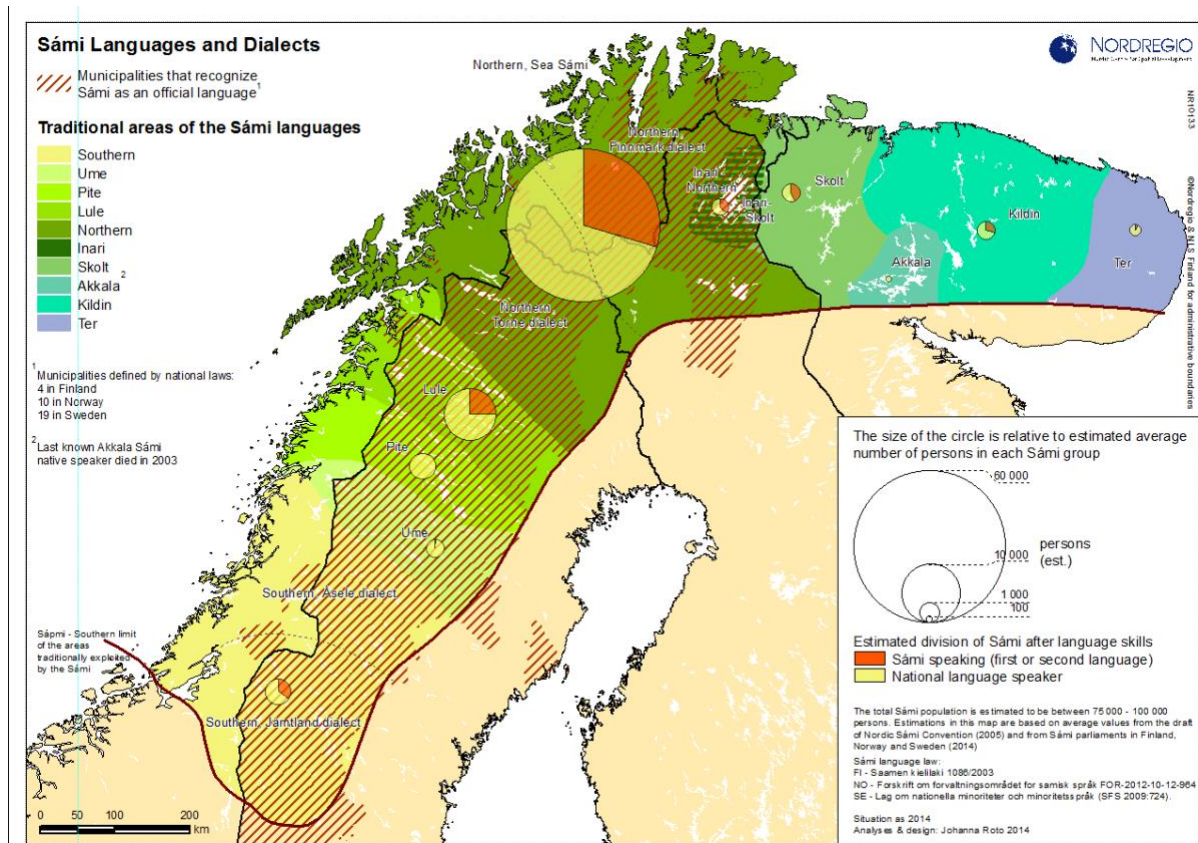 Sámi Languages and Dialects
Municipalities that recognize
Sámi as an official language¹
Traditional areas of the Sámi languages
Southern
Ume
Pite
Lule
Northern
Inari
Skolt
Akkala ²
Kildin
Ter
¹
Municipalities defined by national laws:
4 in Finland
10 in Norway
19 in Sweden
²
Last known Akkala Sámi
native speaker died in 2003
Northern, Sea Sámi
Northern,
Finnmark dialect
Inari-
Northern
Inari-
Skolt
Skolt
Kildin
Akkala
Ter
Northern,
Torne dialect
Lule
Pite
Ume
Southern, Åsele dialect
Southern, Jämtland dialect
Sápmi - Southern limit
of the areas
traditionally exploited
by the Sámi
0 50 100 200
km
NORDREGIO
Nordic Centre for Spatial Development
NR10133
©Nordregio & NLS Finland for administrative boundaries
The size of the circle is relative to estimated average
number of persons in each Sámi group
60 000
10 000
1 000
100
persons
(est.)
Estimated division of Sámi after language skills
Sámi speaking (first or second language)
National language speaker
The total Sámi population is estimated to be between 75 000 - 100 000
persons. Estimations in this map are based on average values from the draft
of Nordic Sámi Convention (2005) and from Sámi parliaments in Finland,
Norway and Sweden (2014)
Sámi language law:
FI - Saamen kielilaki 1086/2003
NO - Forskrift om forvaltningsområdet for samisk språk FOR-2012-10-12-964
SE - Lag om nationella minoriteter och minoritetsspråk (SFS 2009:724).
Situation as 2014
Analyses & design: Johanna Roto 2014